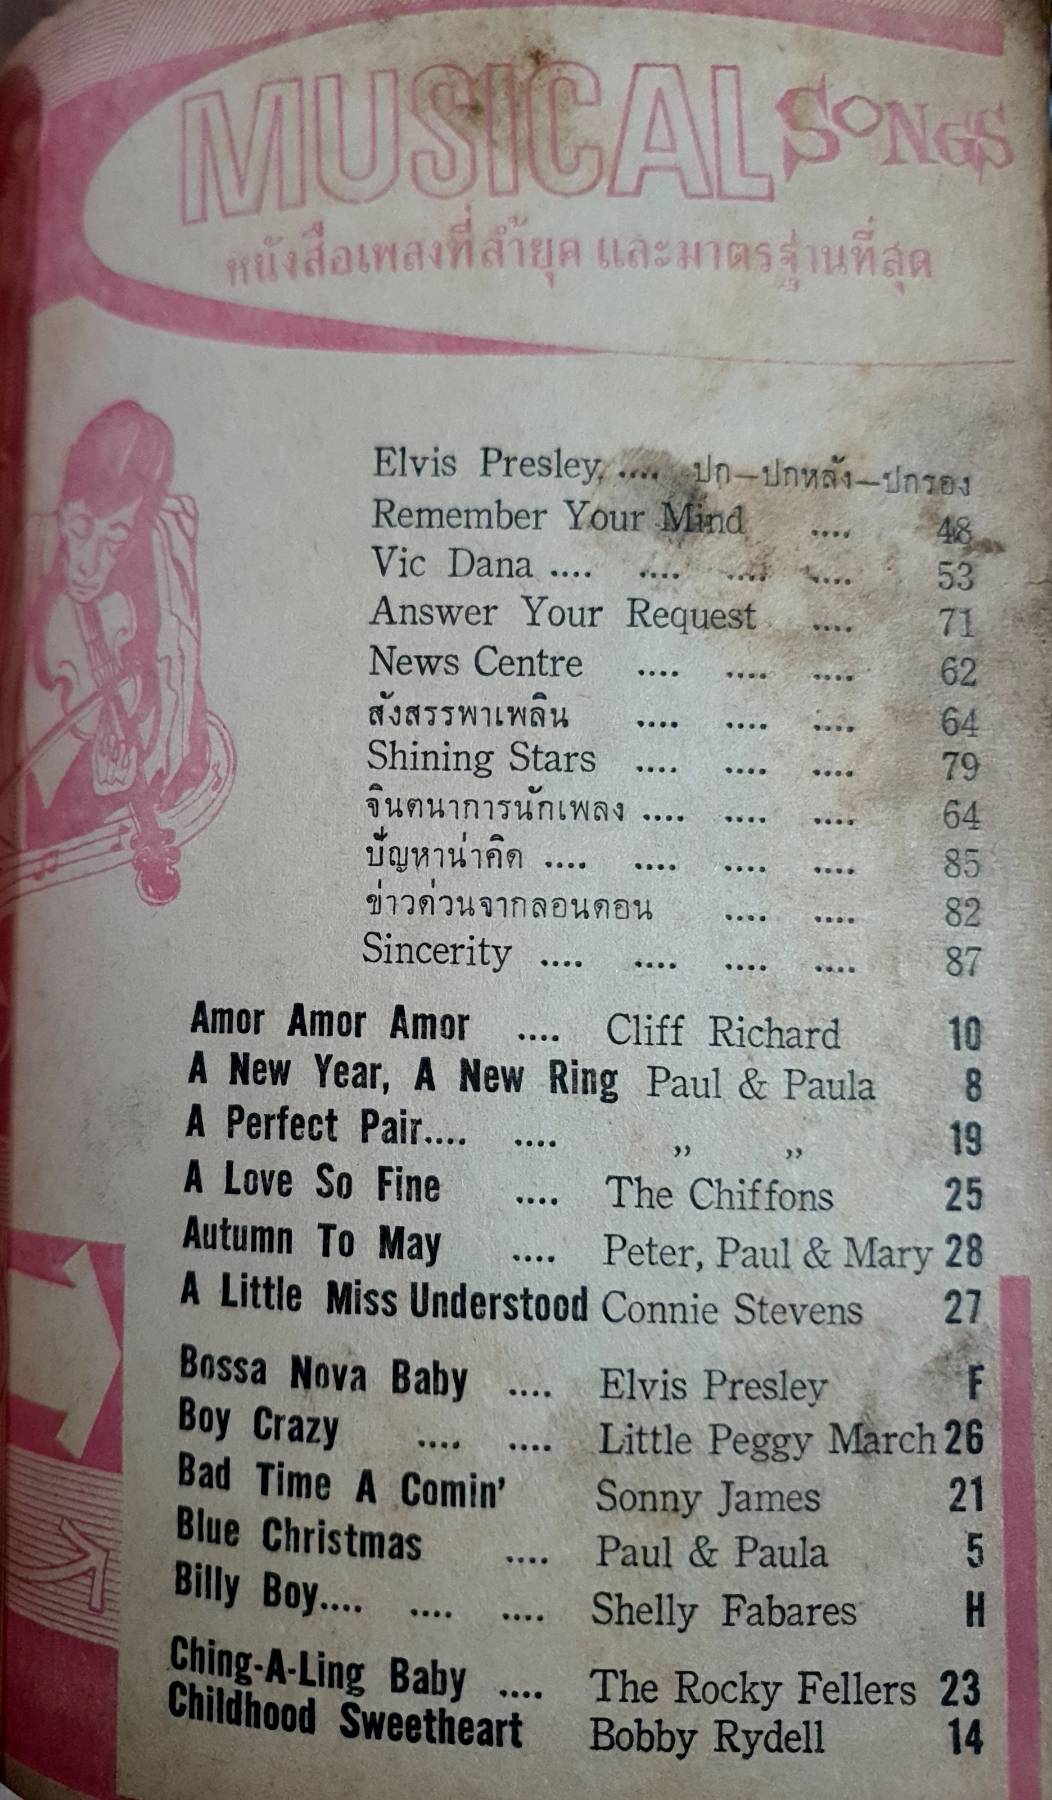 MUSICAL SONGS
หนังสือเพลงที่ล้ำยุค และมาตรฐานที่สุด
Elvis Presley, .... ปก—ปกหลัง—ปกรอง
Remember Your Mind .... 48
Vic Dana .... .... .... .... 53
Answer Your Request .... 71
News Centre .... .... .... 62
สังสรรพาเพลิน .... .... .... 64
Shining Stars .... .... .... 79
จินตนาการนักเพลง .... .... .... 64
ปัญหาน่าคิด .... .... .... .... 85
ข่าวด่วนจากลอนดอน .... .... 82
Sincerity .... .... .... .... 87
Amor Amor Amor .... Cliff Richard 10
A New Year, A New Ring Paul & Paula 8
A Perfect Pair.... .... ,, ,, 19
A Love So Fine .... The Chiffons 25
Autumn To May .... Peter, Paul & Mary 28
A Little Miss Understood Connie Stevens 27
Bossa Nova Baby .... Elvis Presley F
Boy Crazy .... .... Little Peggy March 26
Bad Time A Comin' Sonny James 21
Blue Christmas .... Paul & Paula 5
Billy Boy.... .... .... Shelly Fabares H
Ching-A-Ling Baby .... The Rocky Fellers 23
Childhood Sweetheart Bobby Rydell 14